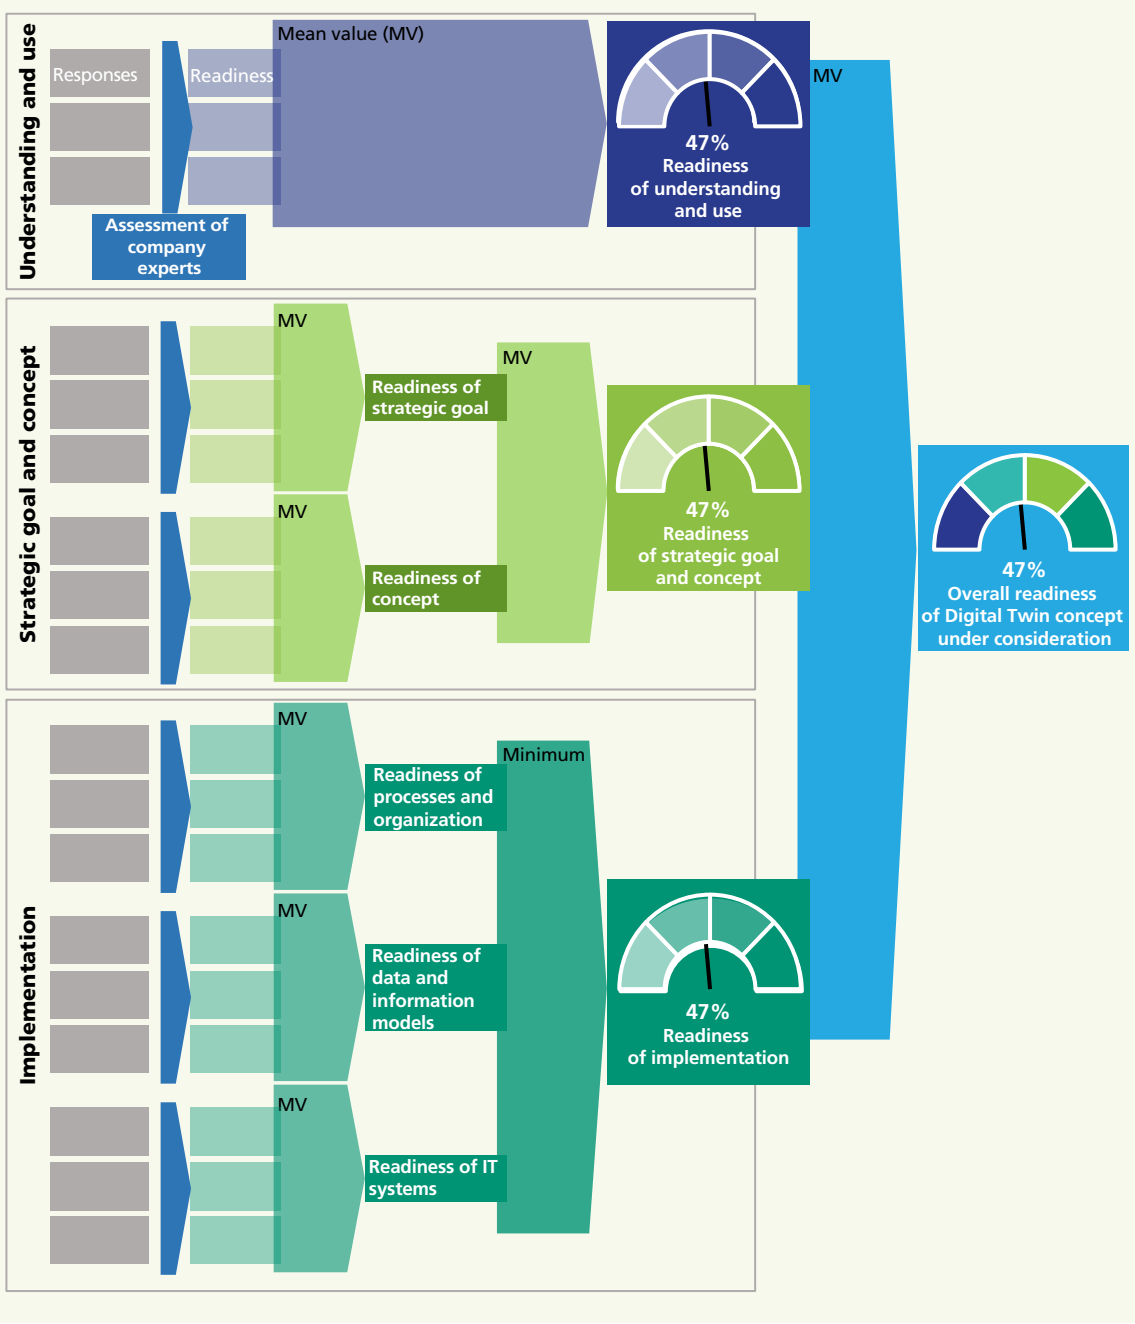 Understanding and use
Responses
Readiness
Mean value (MV)
Assessment of
company
experts
47%
Readiness
of understanding
and use
MV
Strategic goal and concept
MV
Readiness of
strategic goal
MV
Readiness of
concept
MV
47%
Readiness
of strategic goal
and concept
47%
Overall readiness
of Digital Twin concept
under consideration
Implementation
MV
Readiness of
processes and
organization
MV
Readiness of
data and
information
models
MV
Readiness of IT
systems
Minimum
47%
Readiness
of implementation